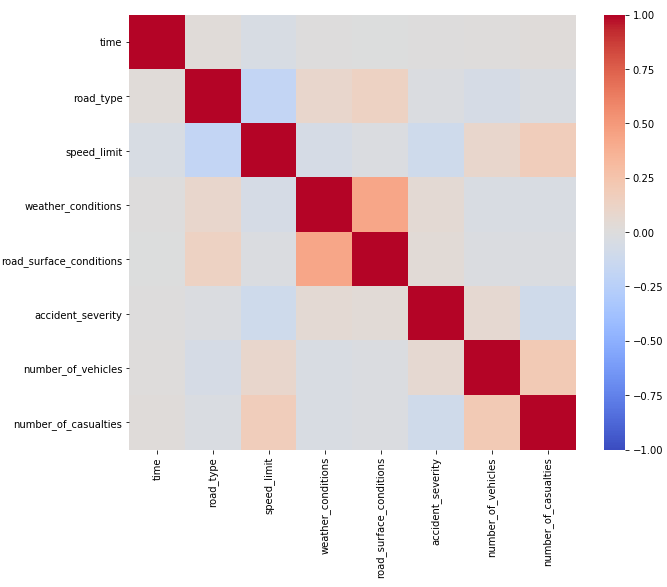 time
road_type
speed_limit
weather_conditions
road_surface_conditions
accident_severity
number_of_vehicles
number_of_casualties
time
road_type
speed_limit
weather_conditions
road_surface_conditions
accident_severity
number_of_vehicles
number_of_casualties
1.00
0.75
0.50
0.25
0.00
−0.25
−0.50
−0.75
−1.00